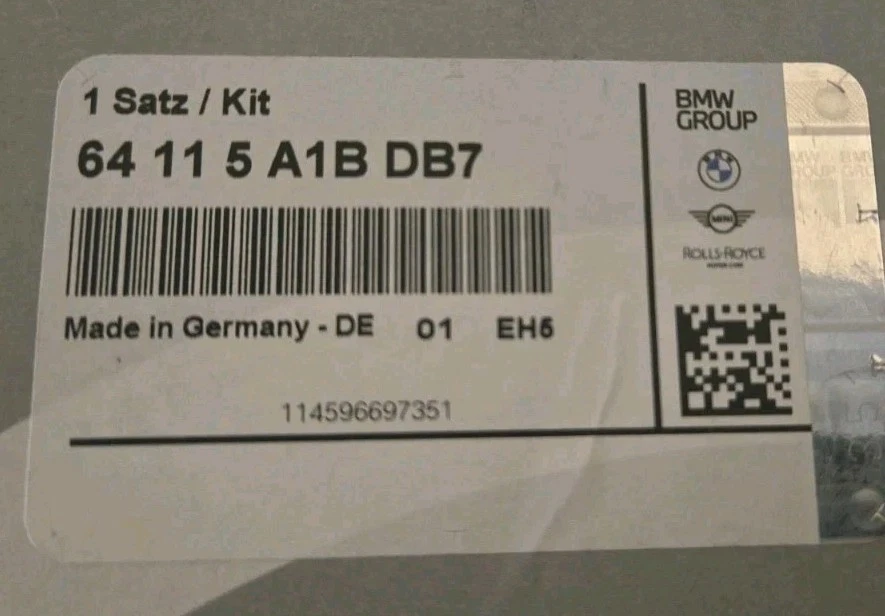 1 Satz / Kit
64 11 5 A1B DB7
Made in Germany - DE 01 EH5
114596697351
BMW
GROUP
MINI
ROLLS-ROYCE